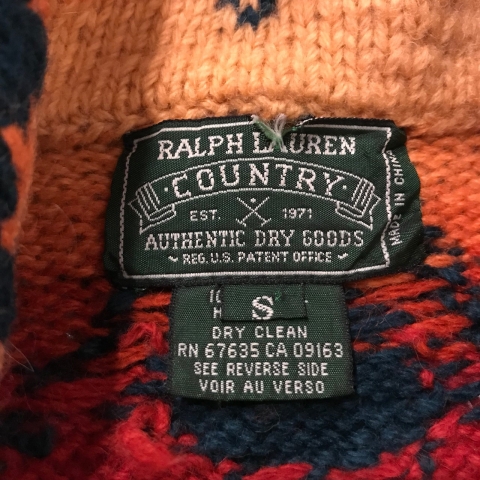 RALPH LAUREN
COUNTRY
EST. 1971
AUTHENTIC DRY GOODS
REG. U.S. PATENT OFFICE
MADE IN CHINA
S
DRY CLEAN
RN 67635 CA 09163
SEE REVERSE SIDE
VOIR AU VERSO